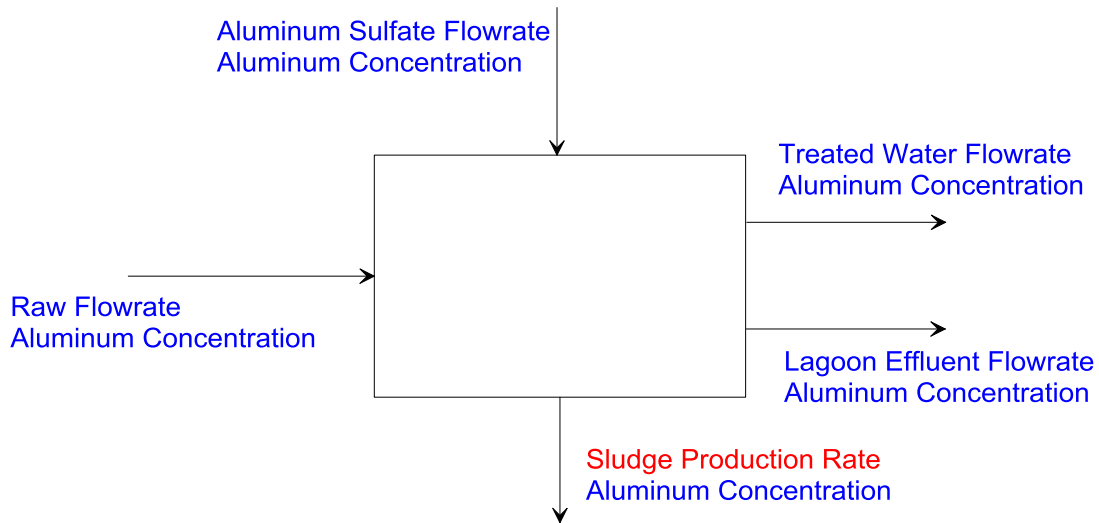 Aluminum Sulfate Flowrate
Aluminum Concentration
Treated Water Flowrate
Aluminum Concentration
Raw Flowrate
Aluminum Concentration
Lagoon Effluent Flowrate
Aluminum Concentration
Sludge Production Rate
Aluminum Concentration